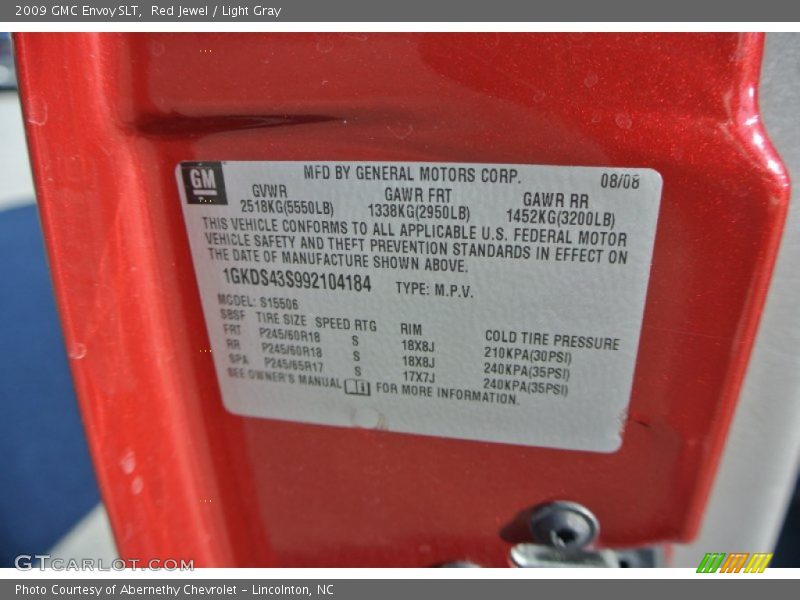 2009 GMC Envoy SLT, Red Jewel / Light Gray
GM
MFD BY GENERAL MOTORS CORP. 08/08
GVWR GAWR FRT GAWR RR
2518KG(5550LB) 1338KG(2950LB) 1452KG(3200LB)
THIS VEHICLE CONFORMS TO ALL APPLICABLE U.S. FEDERAL MOTOR
VEHICLE SAFETY AND THEFT PREVENTION STANDARDS IN EFFECT ON
THE DATE OF MANUFACTURE SHOWN ABOVE.
1GKDS43S992104184 TYPE: M.P.V.
MODEL: S15506
SBSF TIRE SIZE SPEED RTG RIM COLD TIRE PRESSURE
FRT P245/60R18 S 18X8J 210KPA(30PSI)
RR P245/60R18 S 18X8J 240KPA(35PSI)
SPA P245/65R17 S 17X7J 240KPA(35PSI)
SEE OWNER'S MANUAL FOR MORE INFORMATION.
GTCARLOT.COM
Photo Courtesy of Abernethy Chevrolet - Lincolnton, NC